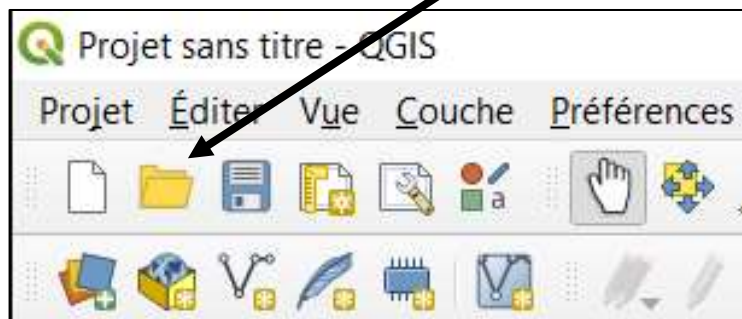 Projet sans titre - QGIS
Projet Éditer Vue Couche Préférences
a